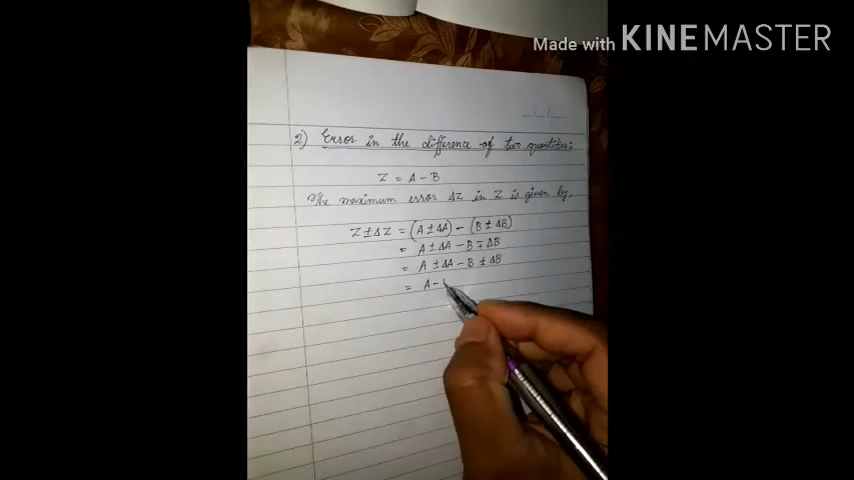 Made with KINEMASTER
2) Error in the difference of two quantities:
Z = A - B
The maximum error ΔZ in Z is given by,
Z ± ΔZ = (A ± ΔA) - (B ± ΔB)
= A ± ΔA - B ∓ ΔB
= A ± ΔA - B ± ΔB
= A -